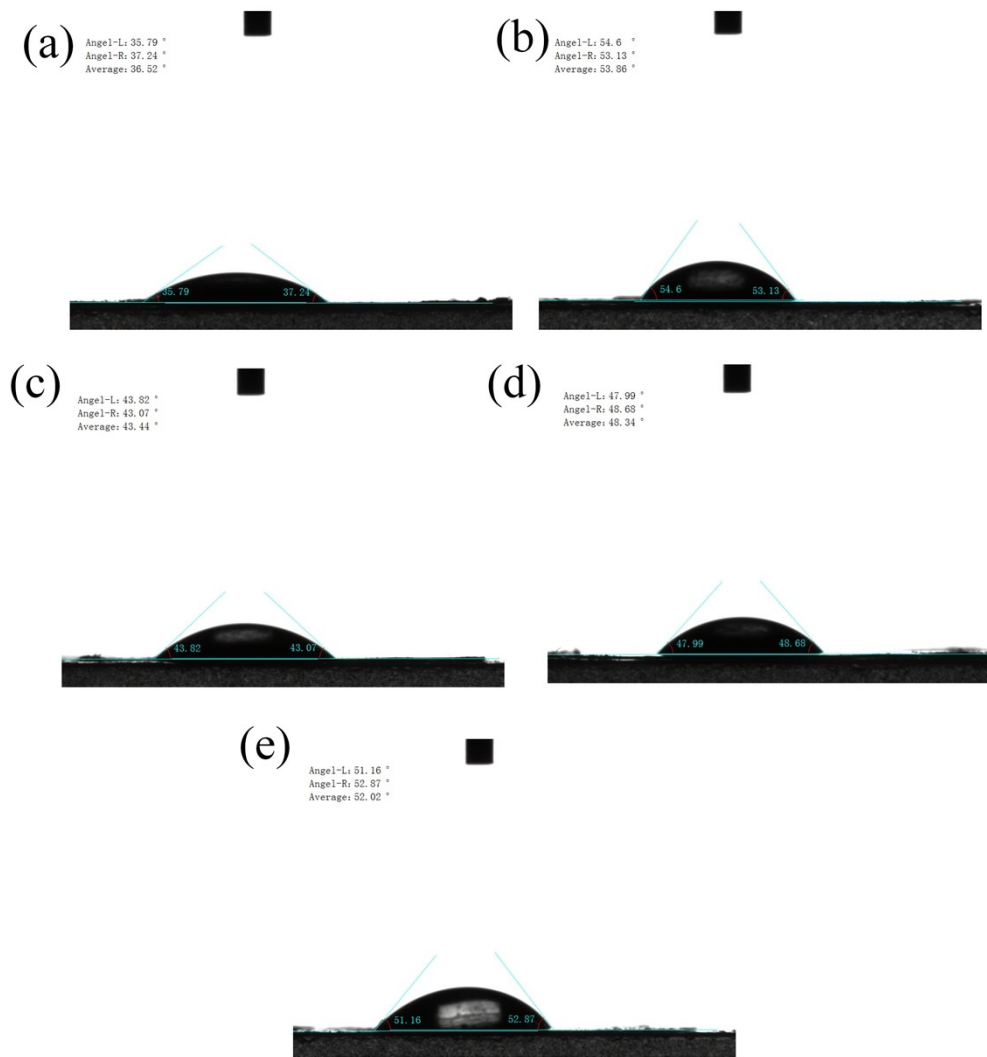 (a)
Angel-L: 35.79 °
Angel-R: 37.24 °
Average: 36.52 °
35.79 37.24
(b)
Angel-L: 54.6 °
Angel-R: 53.13 °
Average: 53.86 °
54.6 53.13
(c)
Angel-L: 43.82 °
Angel-R: 43.07 °
Average: 43.44 °
43.82 43.07
(d)
Angel-L: 47.99 °
Angel-R: 48.68 °
Average: 48.34 °
47.99 48.68
(e)
Angel-L: 51.16 °
Angel-R: 52.87 °
Average: 52.02 °
51.16 52.87